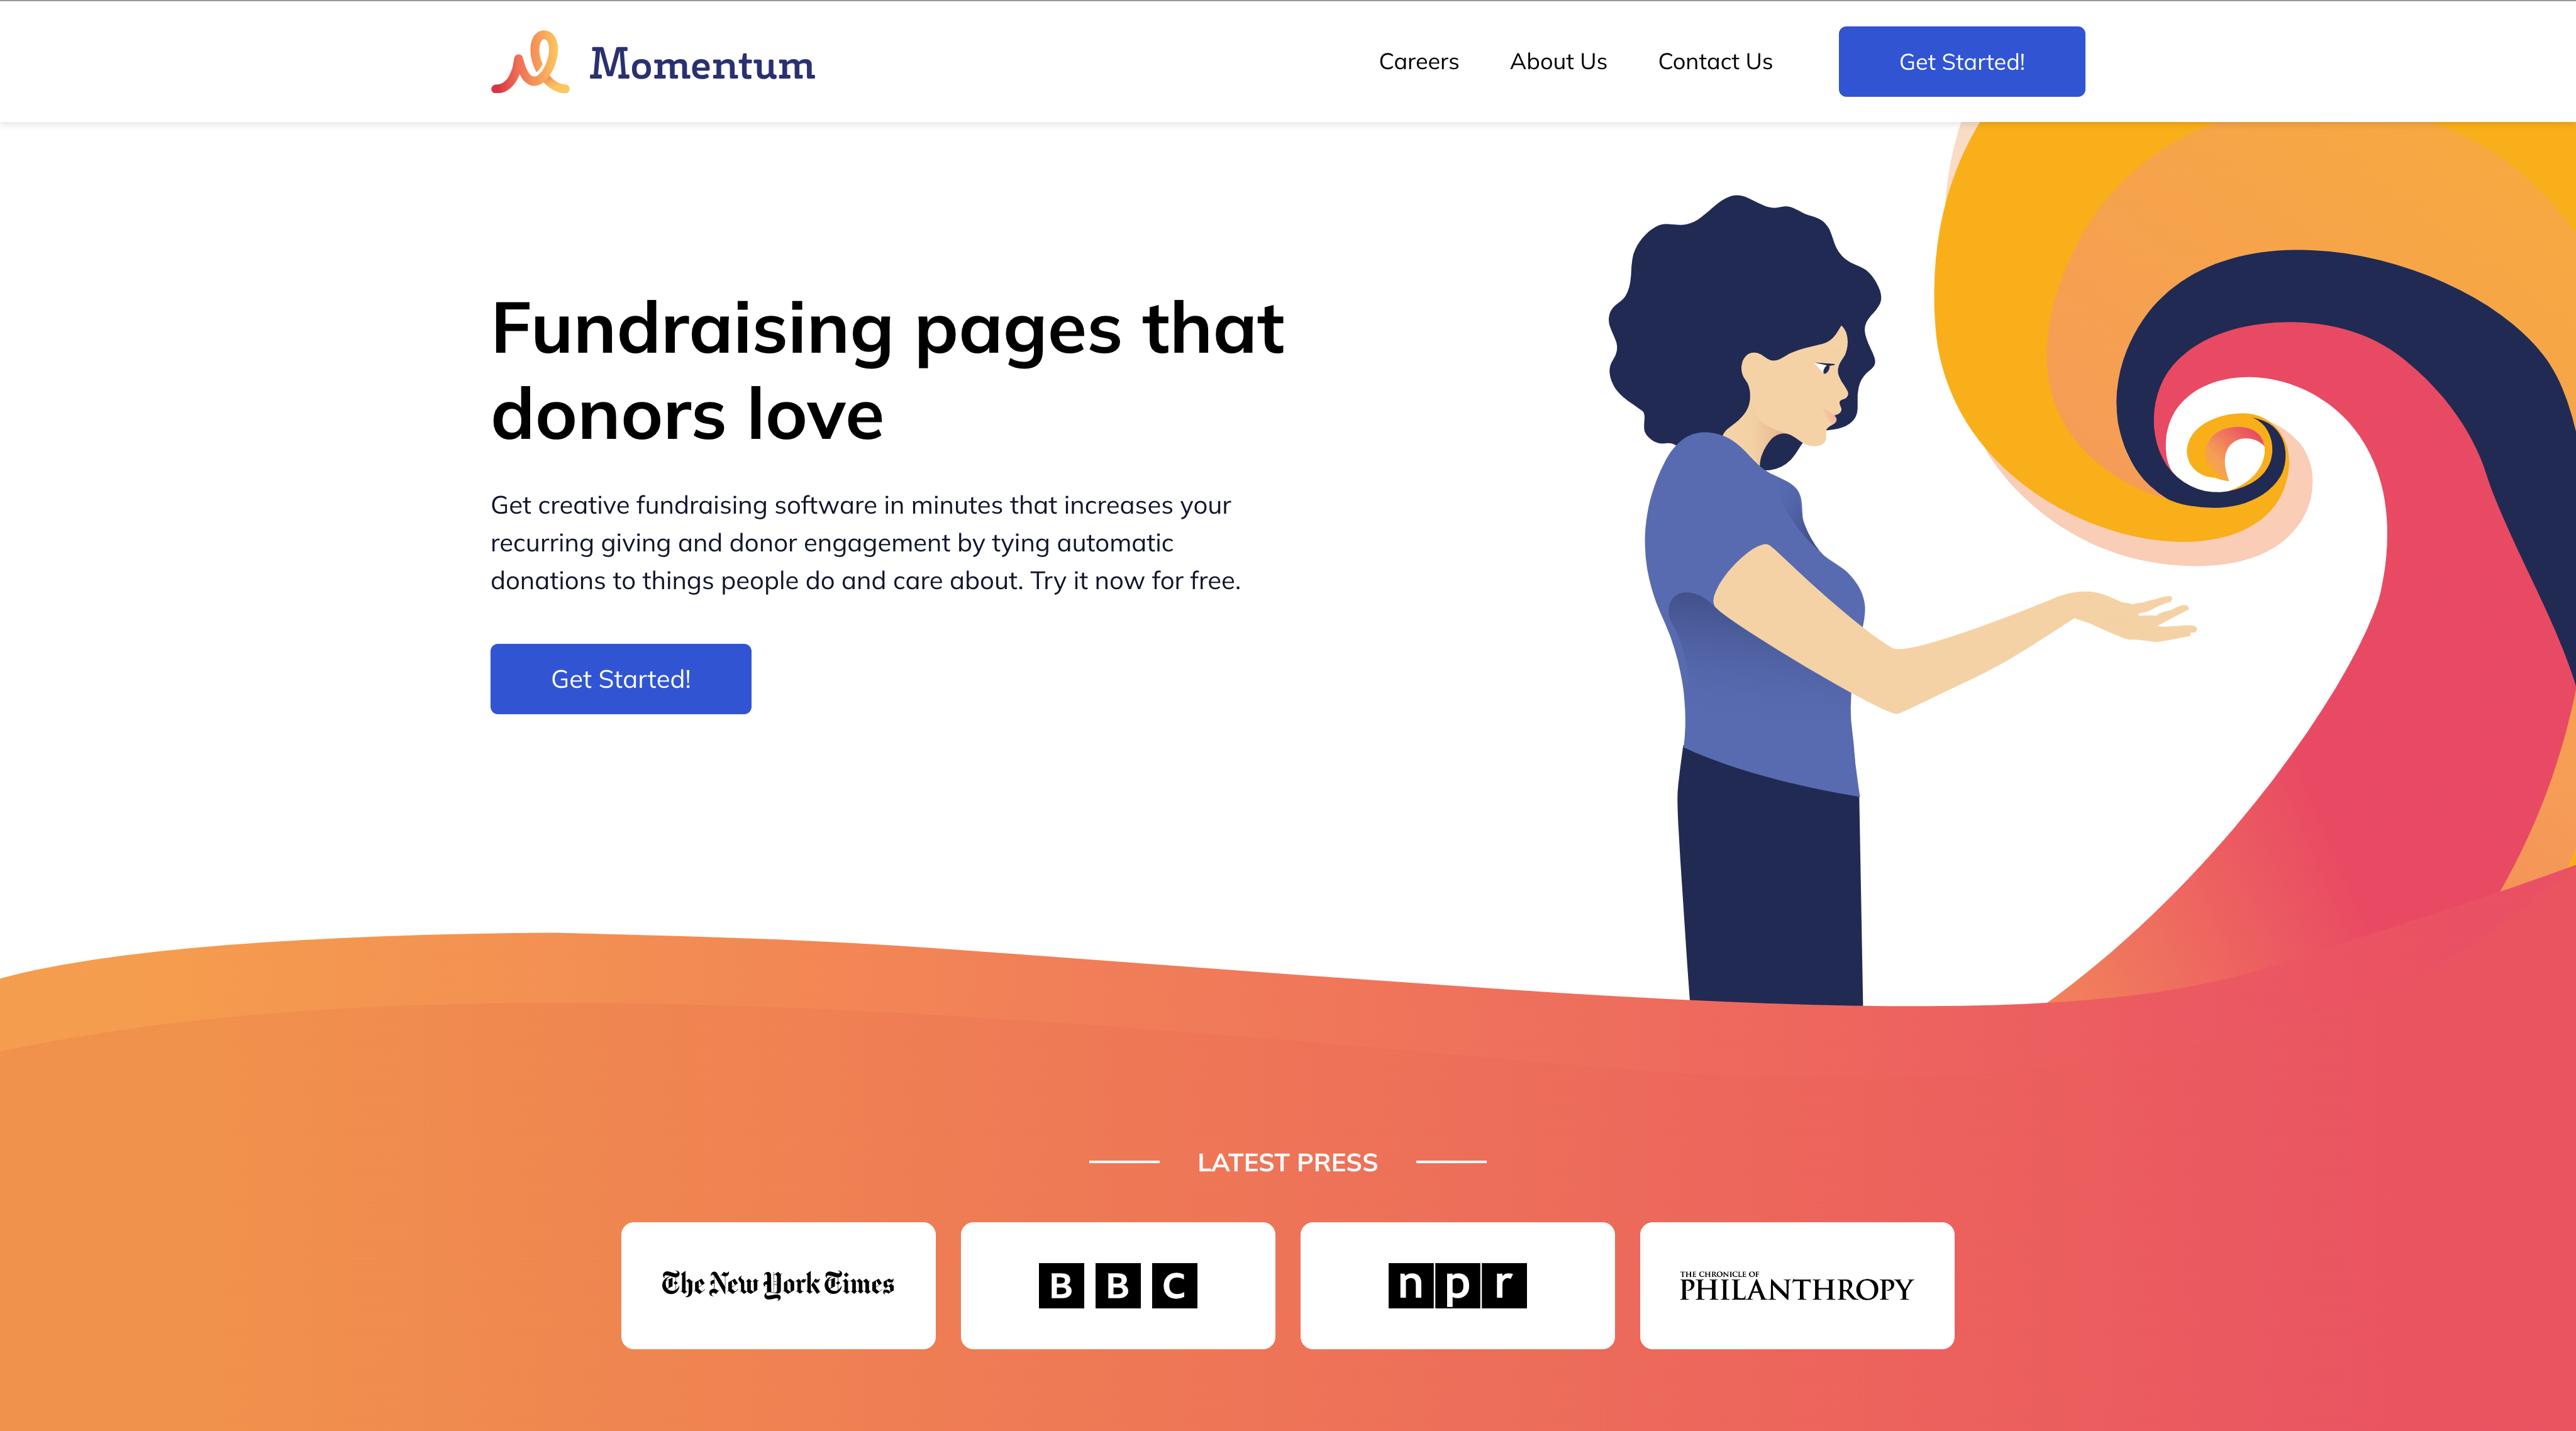 Momentum
Careers About Us Contact Us Get Started!
Fundraising pages that
donors love
Get creative fundraising software in minutes that increases your
recurring giving and donor engagement by tying automatic
donations to things people do and care about. Try it now for free.
Get Started!
LATEST PRESS
The New York Times
BBC
npr
THE CHRONICLE OF
PHILANTHROPY